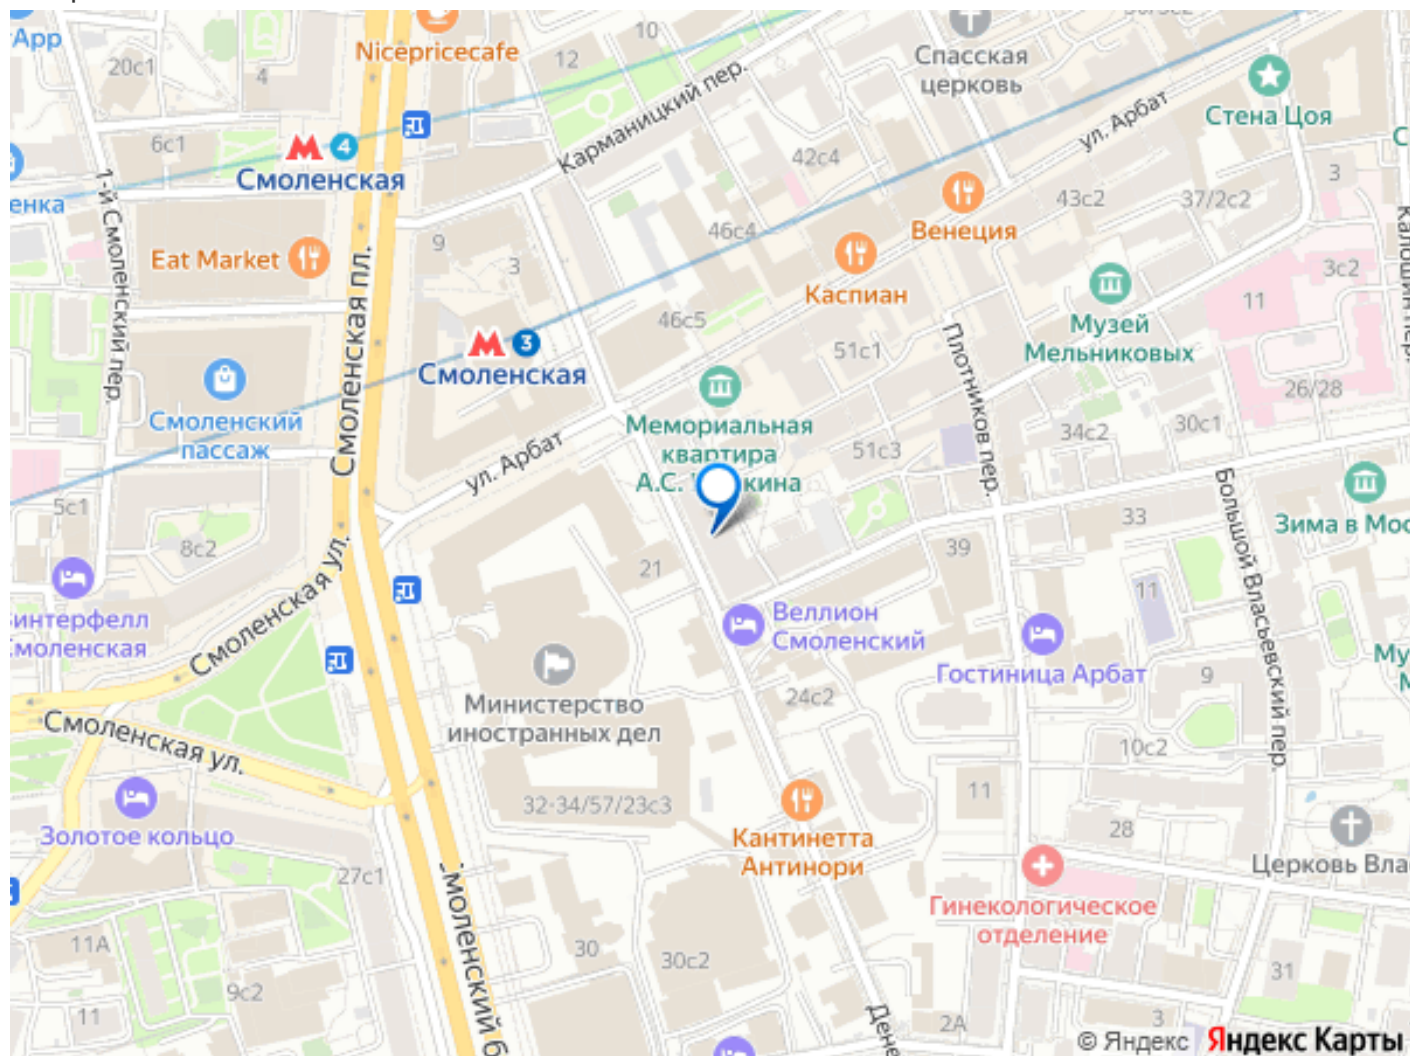 App
20с1
4
Nicepricecafe
12
10
Спасская
церковь
Стена Цоя
ул. Арбат
Карманицкий пер.
6с1
4
Смоленская
42с4
3
1-й Смоленский пер.
Eat Market
9
3
46с4
Венеция
43с2
37/2с2
Смоленская пл.
Каспиан
3с2
11
46с5
Музей
Мельниковых
3
Смоленская
51с1
Плотников пер.
26/28
Смоленский
пассаж
Мемориальная
квартира
51с3
34с2
30с1
ул. Арбат
5с1
8с2
33
Зима в
Смоленская ул.
21
39
Большой Власьевский пер.
11
Веллион
Смоленский
Гостиница Арбат
Министерство
иностранных дел
24с2
9
Смоленская ул.
10с2
Золотое кольцо
32-34/57/23с3
11
28
Кантинетта
Антинори
Церковь
27с1
Гинекологическое
отделение
11А
30
30с2
31
9с2
11
2А
3
© Яндекс Яндекс Карты